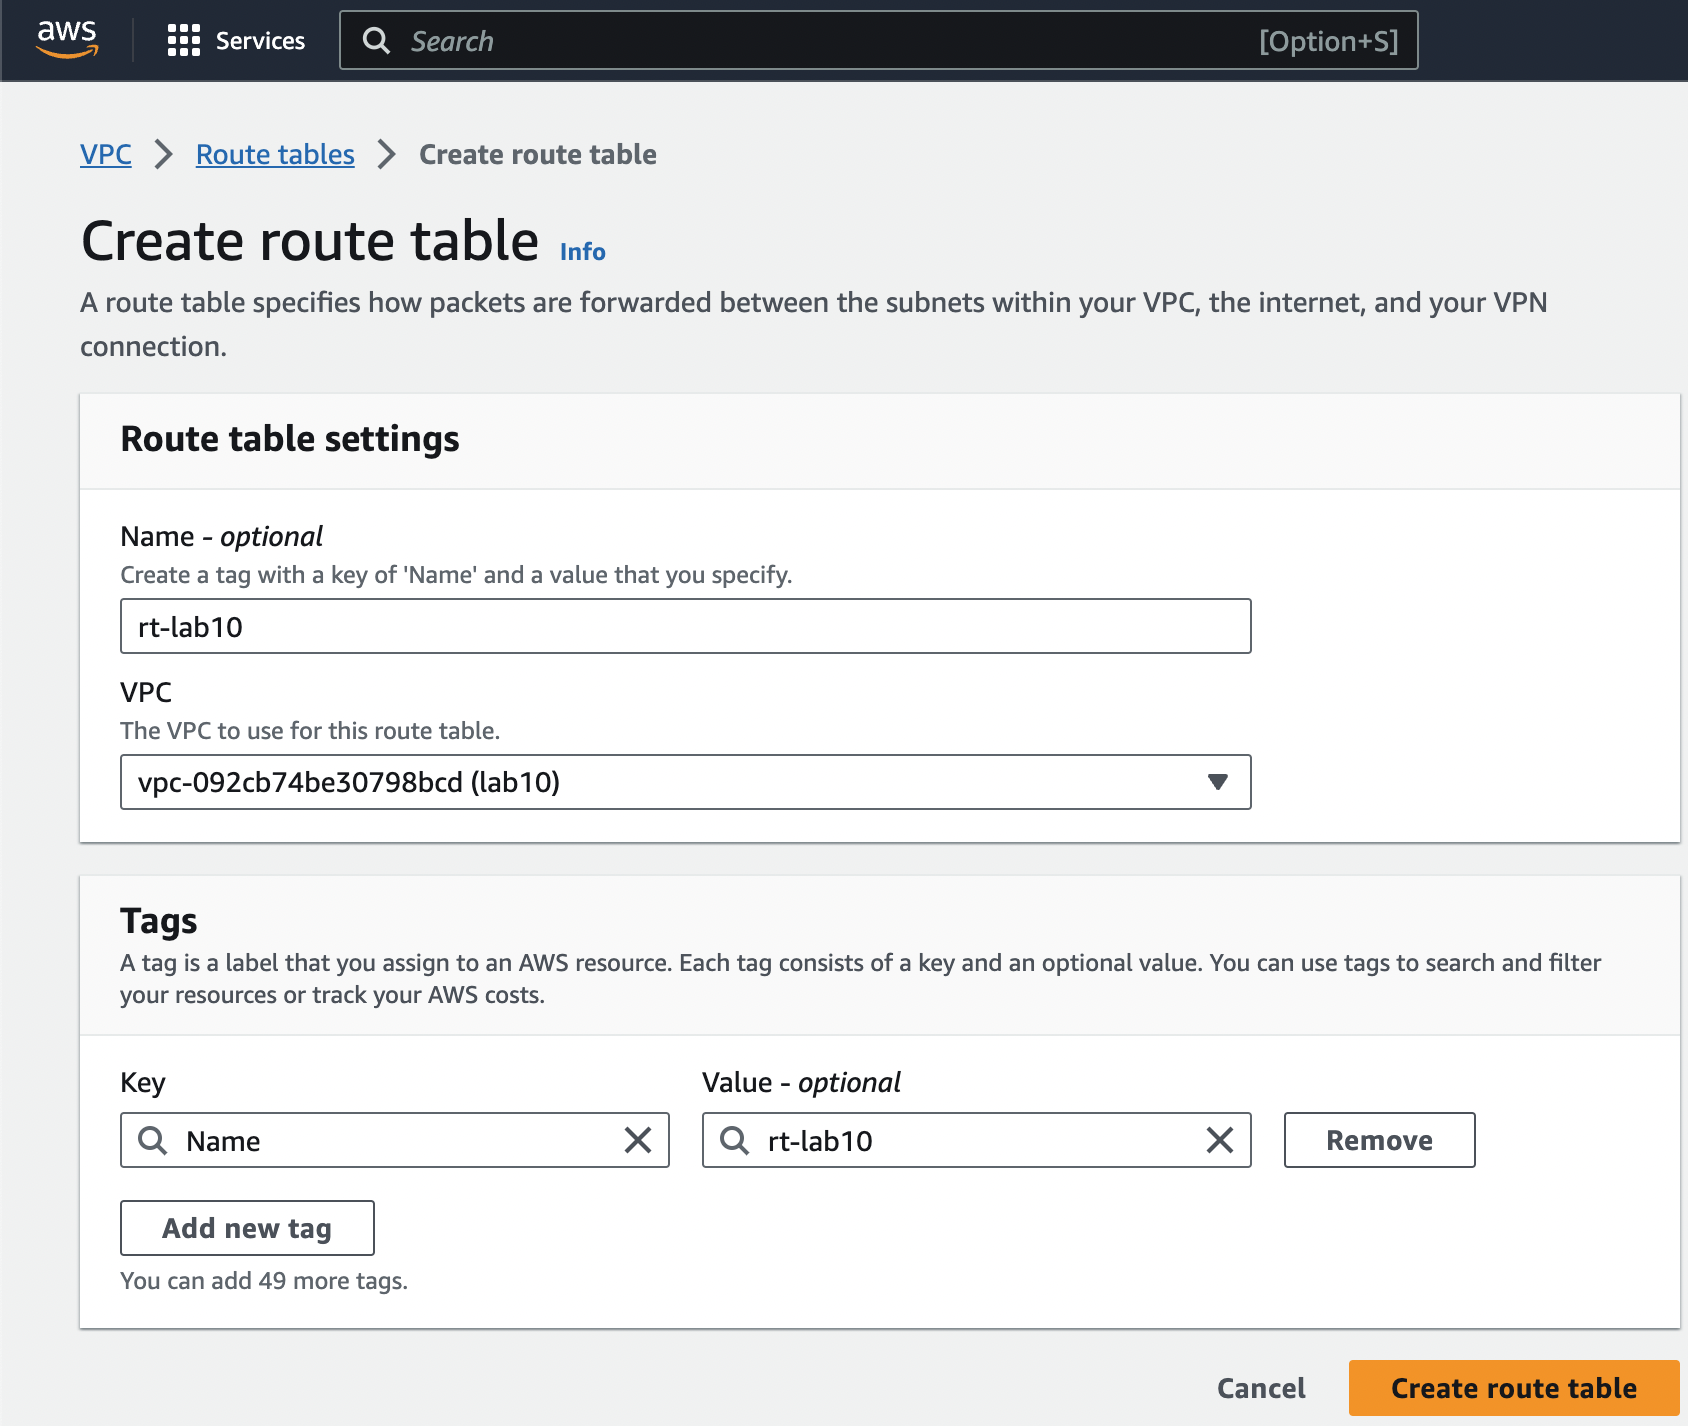 aws
Services
Search
[Option+S]
VPC > Route tables > Create route table
Create route table Info
A route table specifies how packets are forwarded between the subnets within your VPC, the internet, and your VPN
connection.
Route table settings
Name - optional
Create a tag with a key of 'Name' and a value that you specify.
rt-lab10
VPC
The VPC to use for this route table.
vpc-092cb74be30798bcd (lab10)
Tags
A tag is a label that you assign to an AWS resource. Each tag consists of a key and an optional value. You can use tags to search and filter
your resources or track your AWS costs.
Key
Value - optional
Name
rt-lab10
Remove
Add new tag
You can add 49 more tags.
Cancel
Create route table